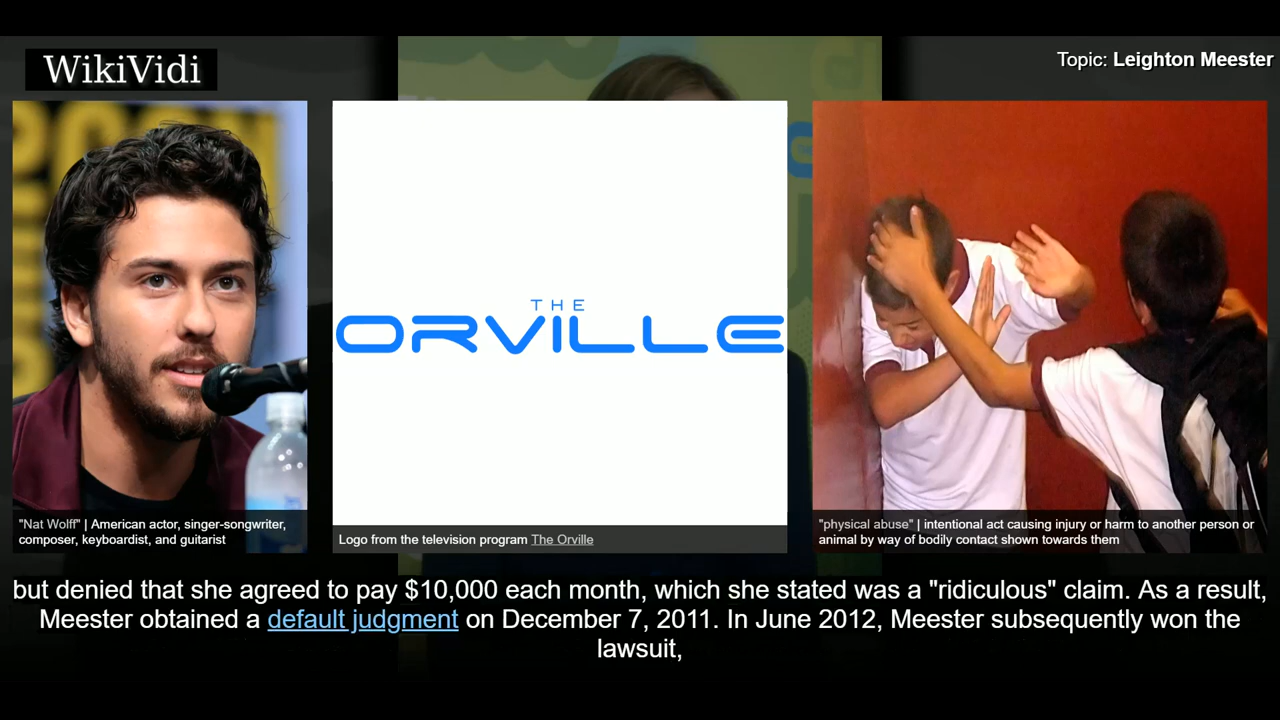 WikiVidi
Topic: Leighton Meester
THE
ORVILLE
"Nat Wolff" | American actor, singer-songwriter,
composer, keyboardist, and guitarist
Logo from the television program The Orville
"physical abuse" | intentional act causing injury or harm to another person or
animal by way of bodily contact shown towards them
but denied that she agreed to pay $10,000 each month, which she stated was a "ridiculous" claim. As a result,
Meester obtained a default judgment on December 7, 2011. In June 2012, Meester subsequently won the
lawsuit,